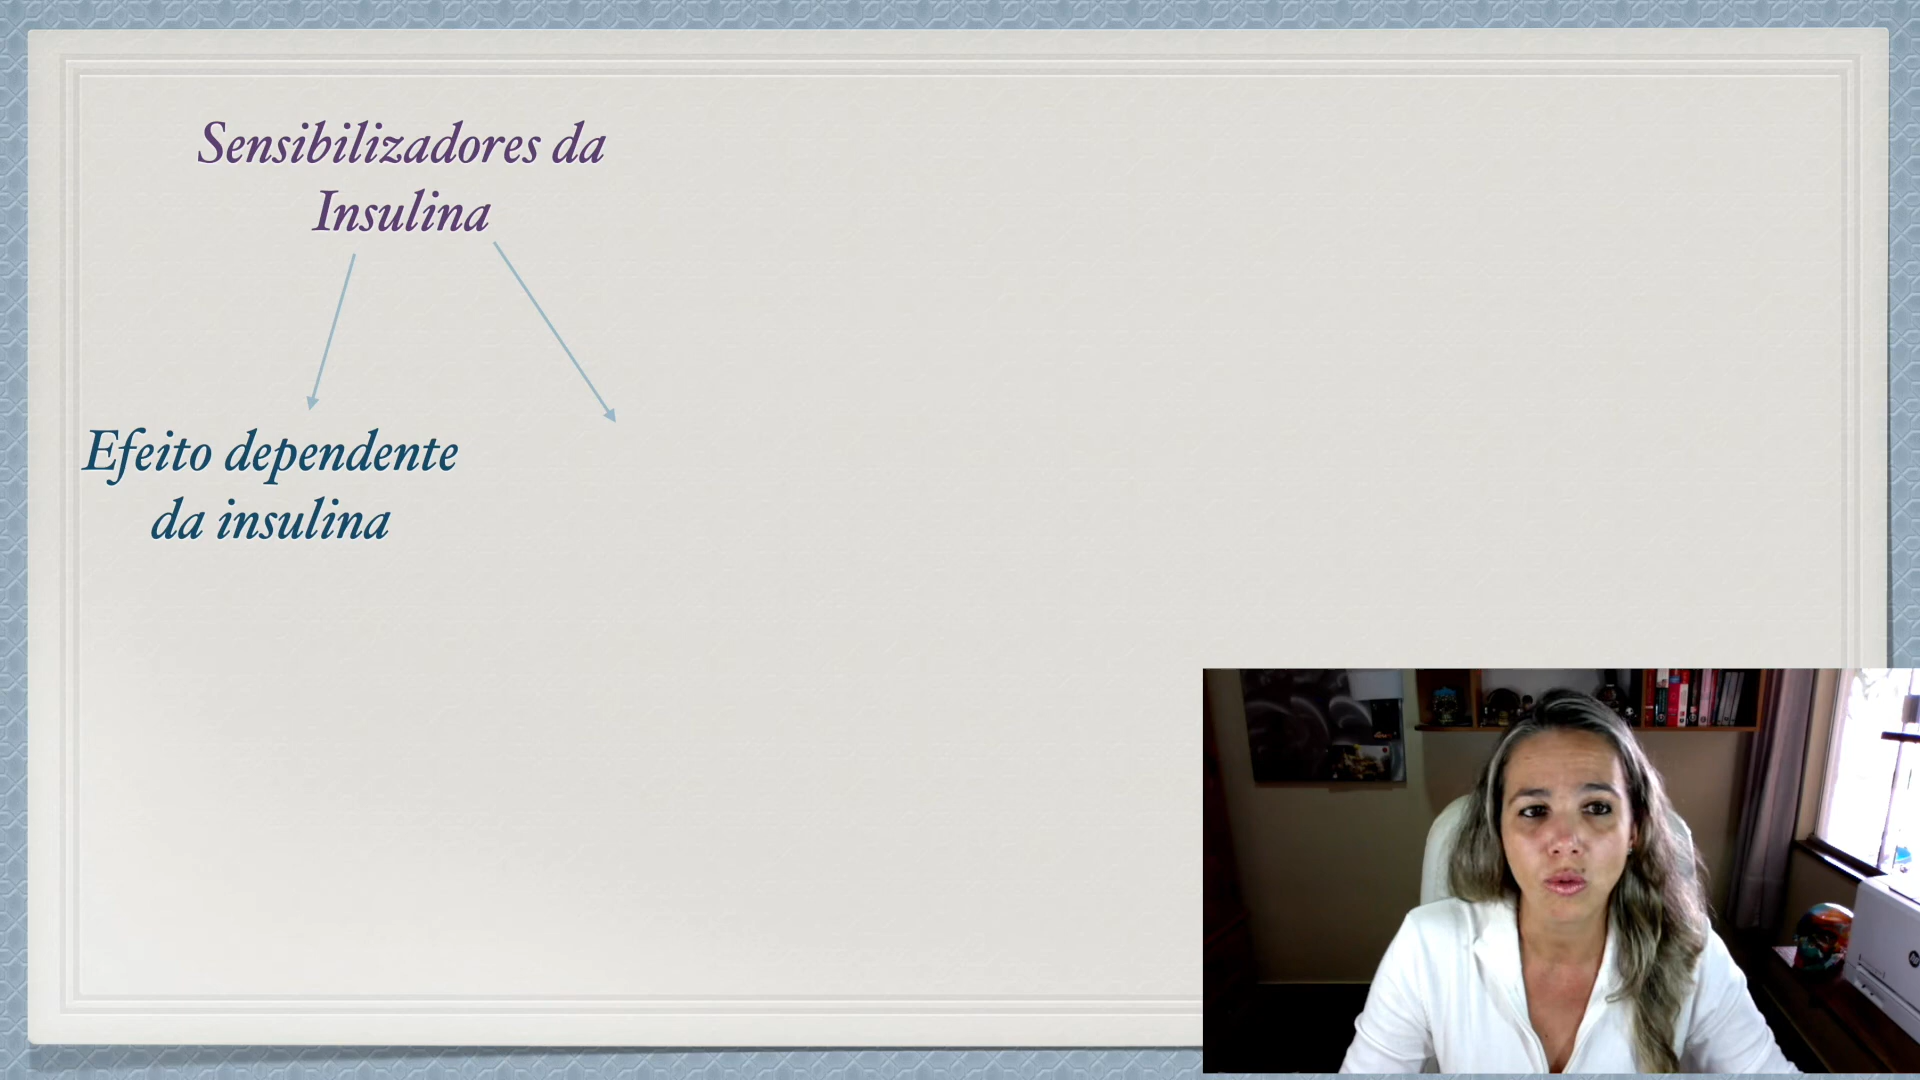 Sensibilizadores da
Insulina
Efeito dependente
da insulina